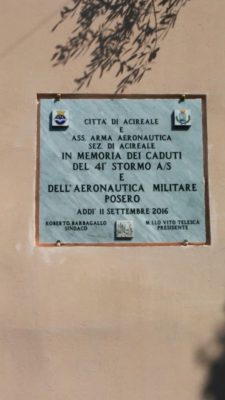 CITTÀ DI ACIREALE
E
ASS. ARMA AERONAUTICA
SEZ. DI ACIREALE
IN MEMORIA DEI CADUTI
DEL 41° STORMO A/S
E
DELL'AERONAUTICA MILITARE
POSERO
ADDI' 11 SETTEMBRE 2016
ROBERTO BARBAGALLO M.LLO VITO TELESCA
SINDACO PRESIDENTE